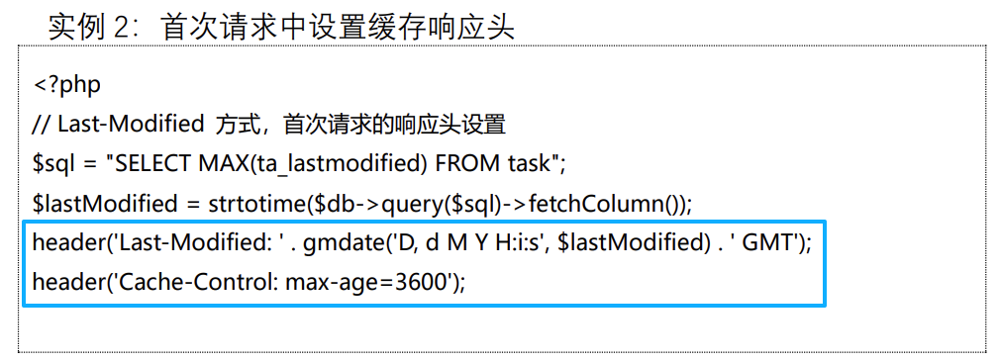 实例 2：首次请求中设置缓存响应头
<?php
// Last-Modified 方式，首次请求的响应头设置
$sql = "SELECT MAX(ta_lastmodified) FROM task";
$lastModified = strtotime($db->query($sql)->fetchColumn());
header('Last-Modified: ' . gmdate('D, d M Y H:i:s', $lastModified) . ' GMT');
header('Cache-Control: max-age=3600');